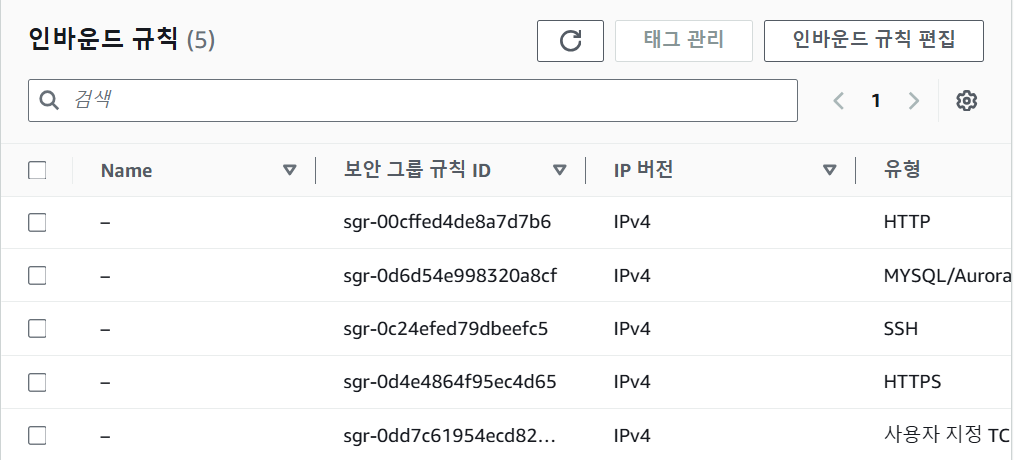 인바운드 규칙 (5)
태그 관리
인바운드 규칙 편집
검색
1
Name
보안 그룹 규칙 ID
IP 버전
유형
– sgr-00cffed4de8a7d7b6 IPv4 HTTP
– sgr-0d6d54e998320a8cf IPv4 MYSQL/Aurora
– sgr-0c24efed79dbeefc5 IPv4 SSH
– sgr-0d4e4864f95ec4d65 IPv4 HTTPS
– sgr-0dd7c61954ecd82... IPv4 사용자 지정 TC